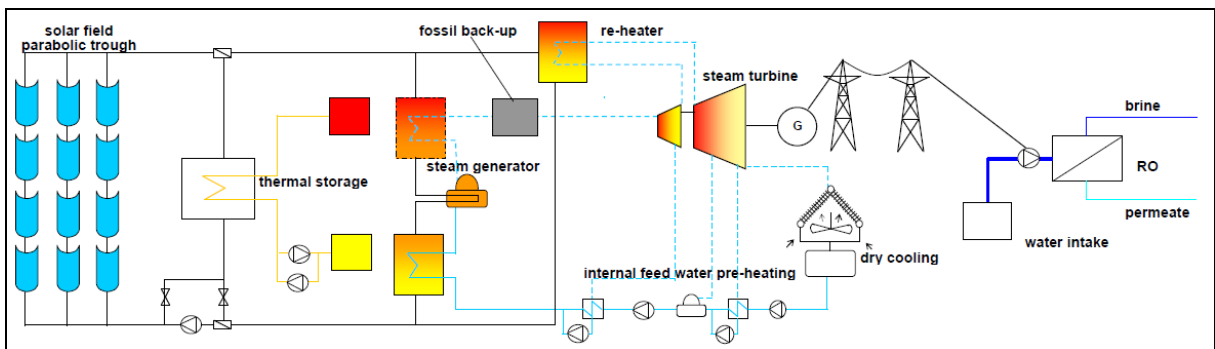 solar field
parabolic trough
fossil back-up
re-heater
steam turbine
brine
G
RO
steam generator
thermal storage
permeate
water intake
dry cooling
internal feed water pre-heating